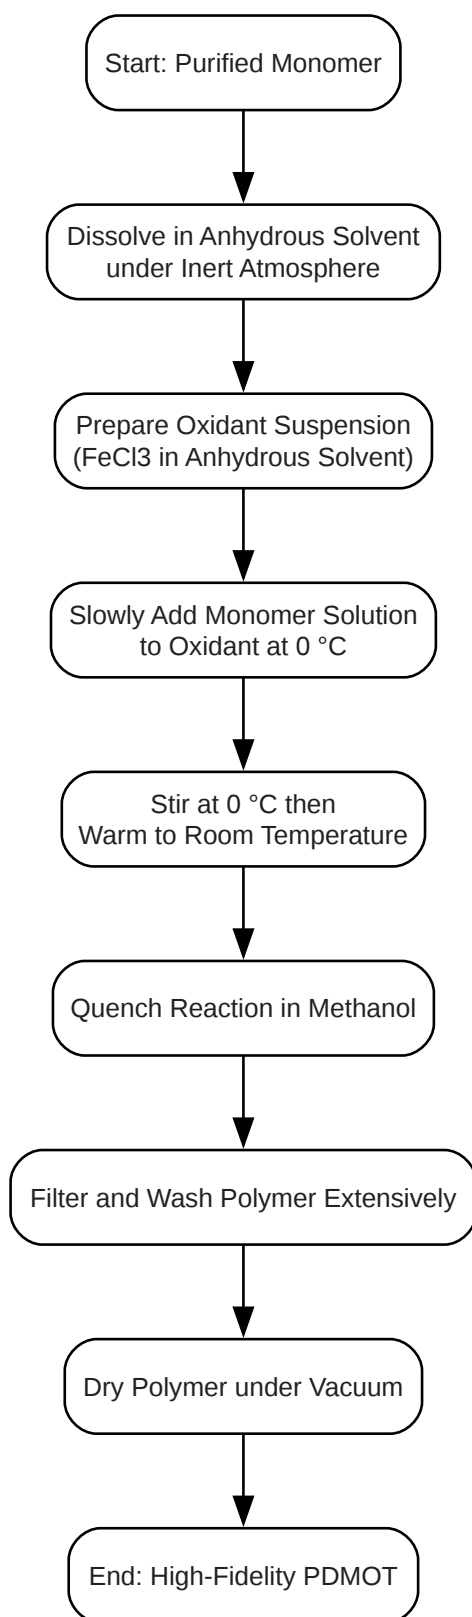 Start: Purified Monomer
Dissolve in Anhydrous Solvent
under Inert Atmosphere
Prepare Oxidant Suspension
(FeCl3 in Anhydrous Solvent)
Slowly Add Monomer Solution
to Oxidant at 0 °C
Stir at 0 °C then
Warm to Room Temperature
Quench Reaction in Methanol
Filter and Wash Polymer Extensively
Dry Polymer under Vacuum
End: High-Fidelity PDMOT